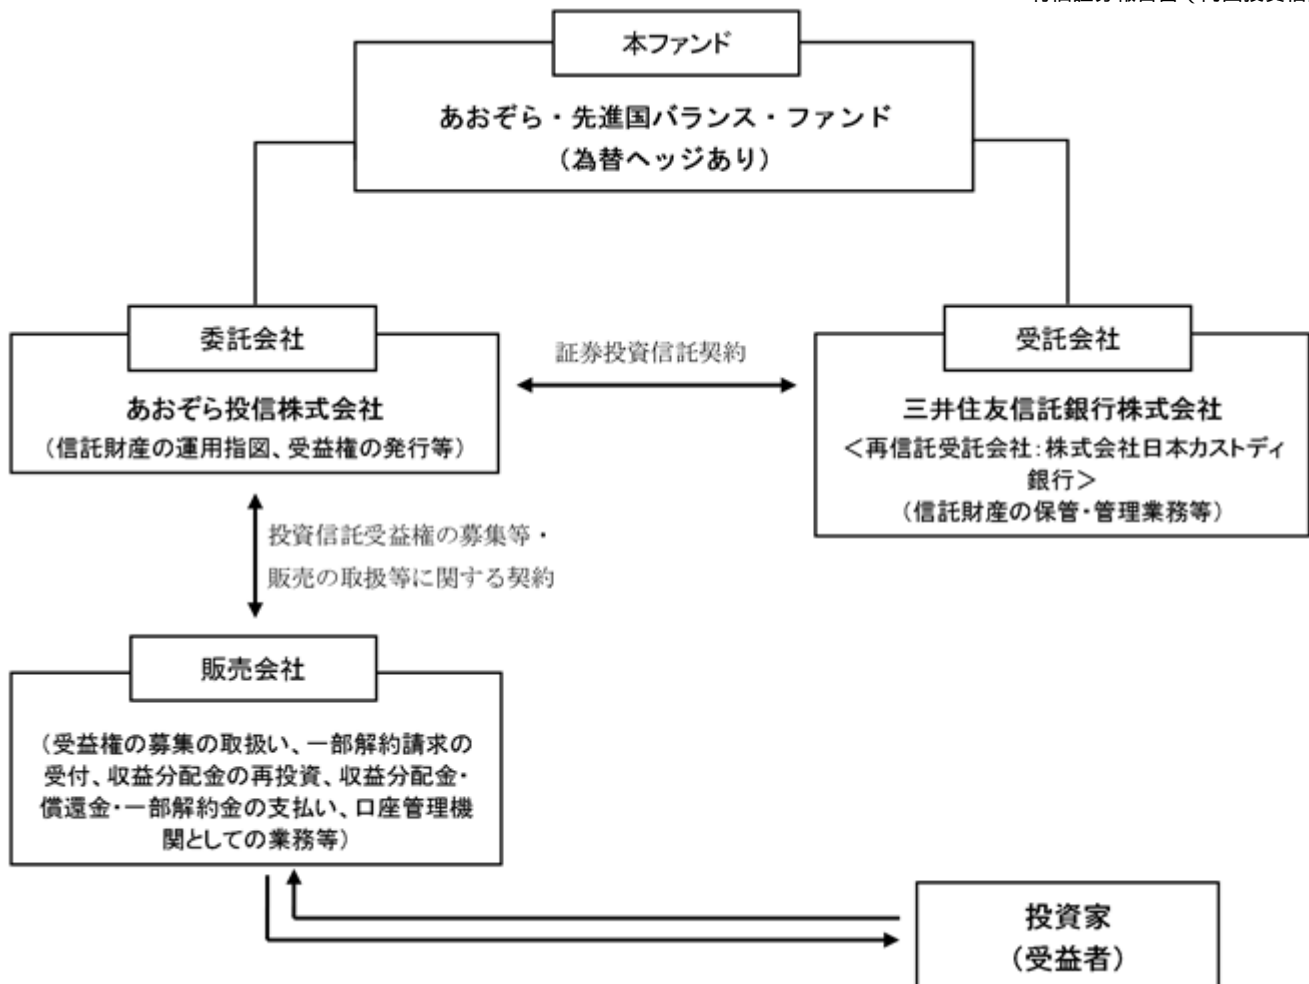 本ファンド
あおぞら・先進国バランス・ファンド
（為替ヘッジあり）
委託会社
あおぞら投信株式会社
（信託財産の運用指図、受益権の発行等）
証券投資信託契約
受託会社
三井住友信託銀行株式会社
＜再信託受託会社：株式会社日本カストディ
銀行＞
（信託財産の保管・管理業務等）
投資信託受益権の募集等・
販売の取扱等に関する契約
販売会社
（受益権の募集の取扱い、一部解約請求の
受付、収益分配金の再投資、収益分配金・
償還金・一部解約金の支払い、口座管理機
関としての業務等）
投資家
（受益者）